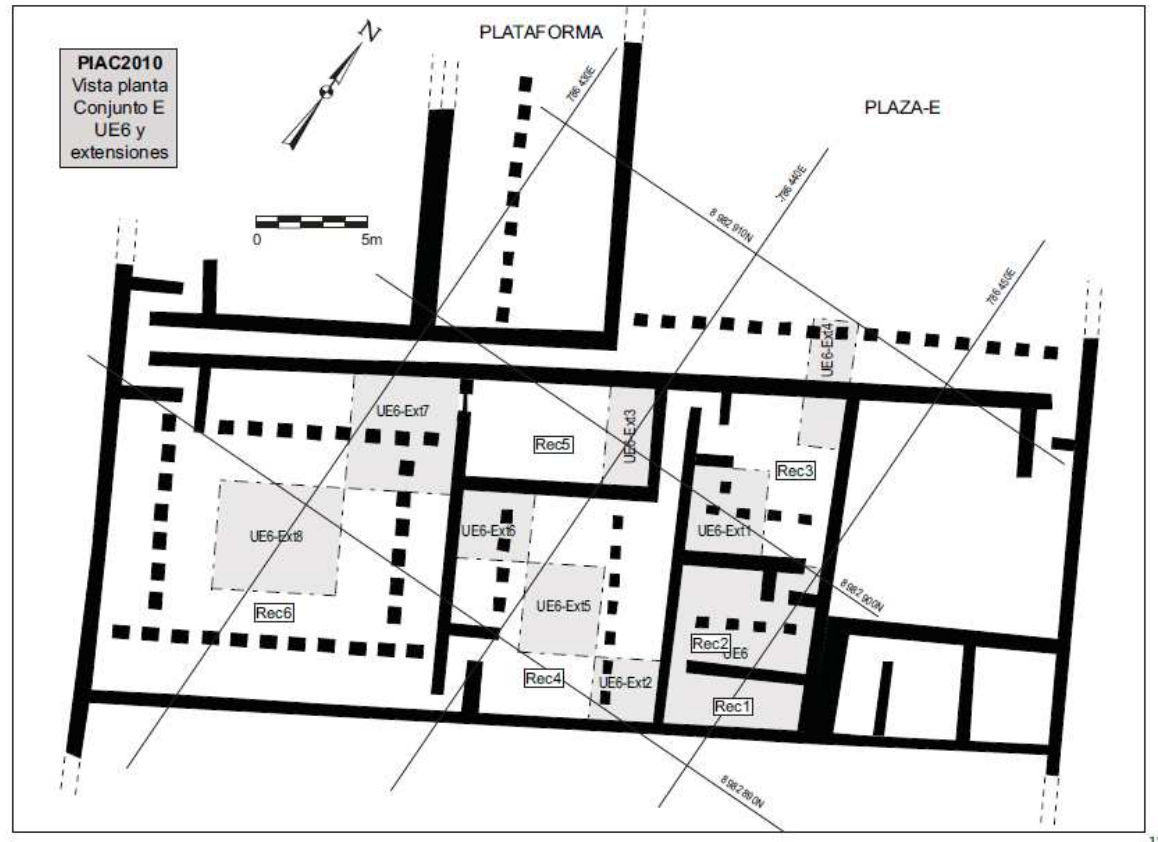 PIAC2010
Vista planta
Conjunto E
UE6 y
extensiones
N
PLATAFORMA
PLAZA-E
0
5m
786 430E
786 440E
786 450E
8 982 910N
8 982 900N
8 982 890N
UE6-Ext4
UE6-Ext7
Rec5
UE6-Ext3
Rec3
UE6-Ext1
UE6-Ext6
UE6-Ext8
UE6-Ext5
Rec6
Rec2
UE6
Rec4
UE6-Ext2
Rec1